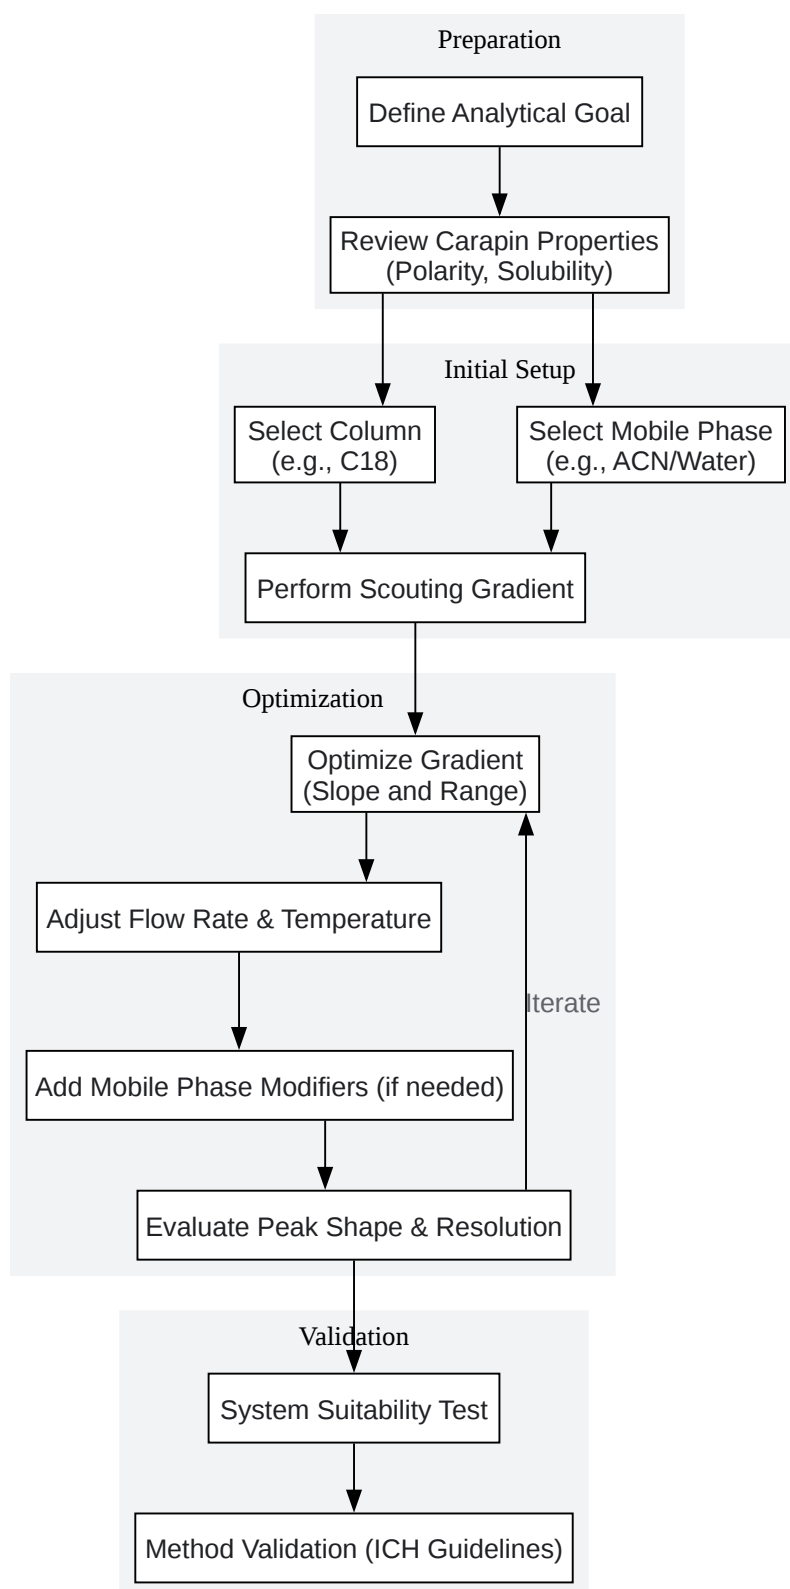 Preparation
Define Analytical Goal
Review Carapin Properties
(Polarity, Solubility)
Initial Setup
Select Column
(e.g., C18)
Select Mobile Phase
(e.g., ACN/Water)
Perform Scouting Gradient
Optimization
Optimize Gradient
(Slope and Range)
Adjust Flow Rate & Temperature
Iterate
Add Mobile Phase Modifiers (if needed)
Evaluate Peak Shape & Resolution
Validation
System Suitability Test
Method Validation (ICH Guidelines)